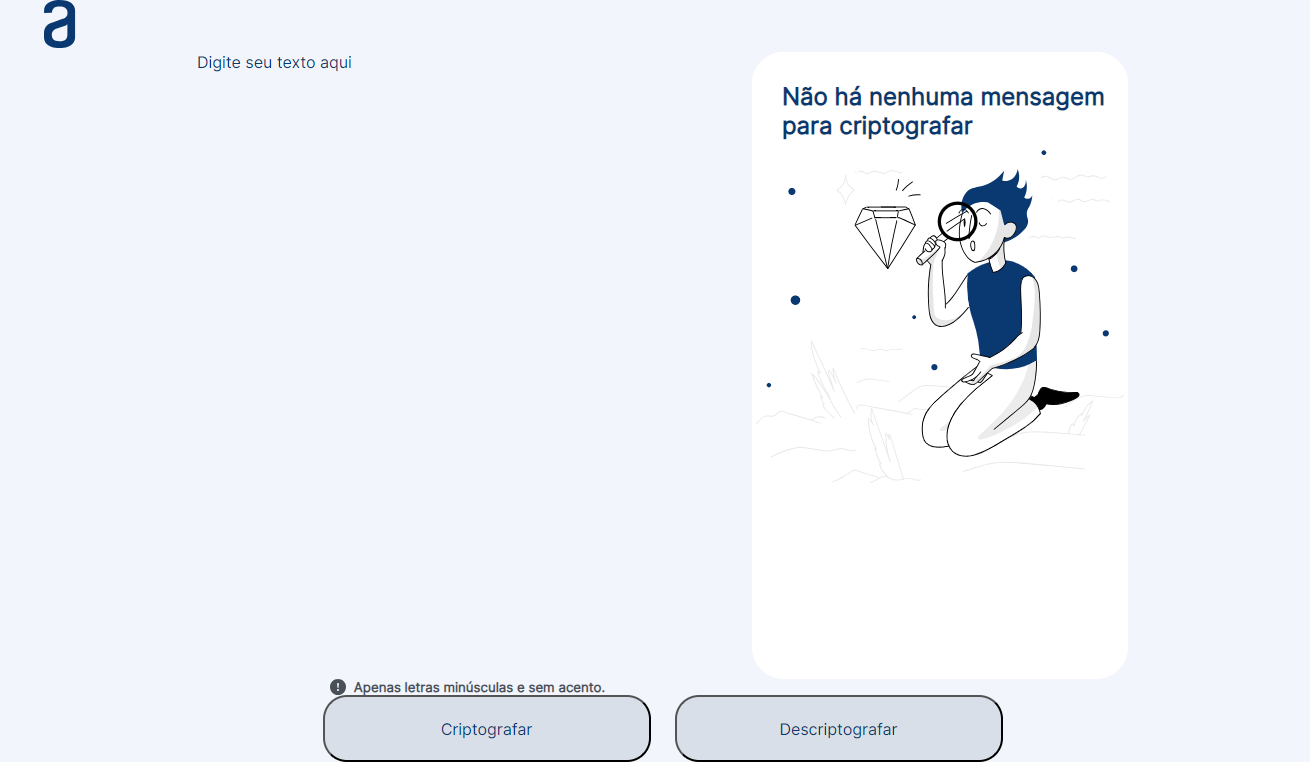 a
Digite seu texto aqui
Não há nenhuma mensagem
para criptografar
Apenas letras minúsculas e sem acento.
Criptografar
Descriptografar